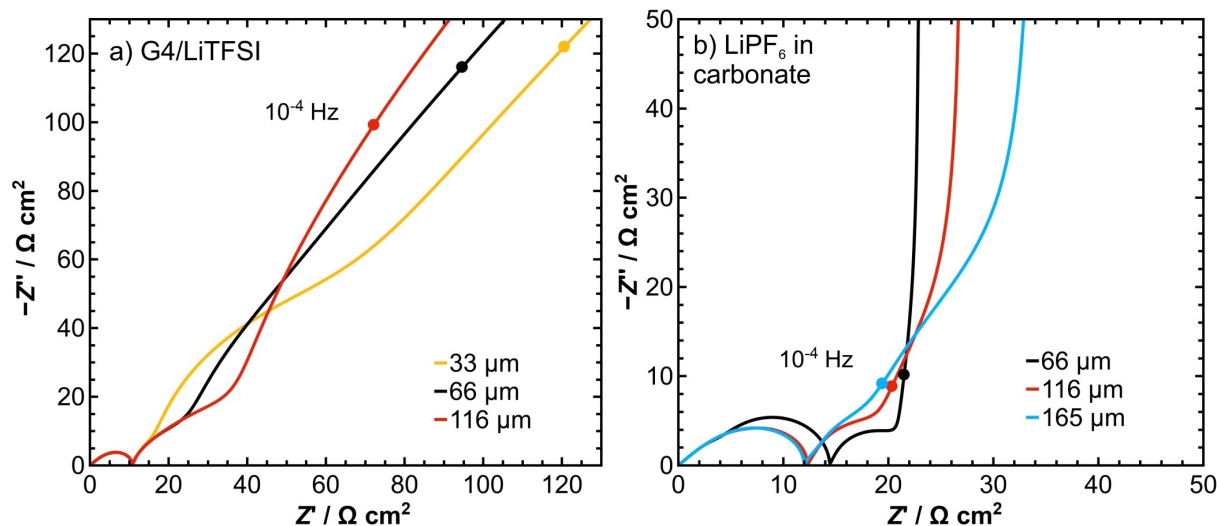 a) G4/LiTFSI
10⁻⁴ Hz
33 µm
66 µm
116 µm
−Z'' / Ω cm²
0
20
40
60
80
100
120
0
20
40
60
80
100
120
Z' / Ω cm²
b) LiPF₆ in
carbonate
10⁻⁴ Hz
66 µm
116 µm
165 µm
−Z'' / Ω cm²
50
40
30
20
10
0
0
10
20
30
40
50
Z' / Ω cm²